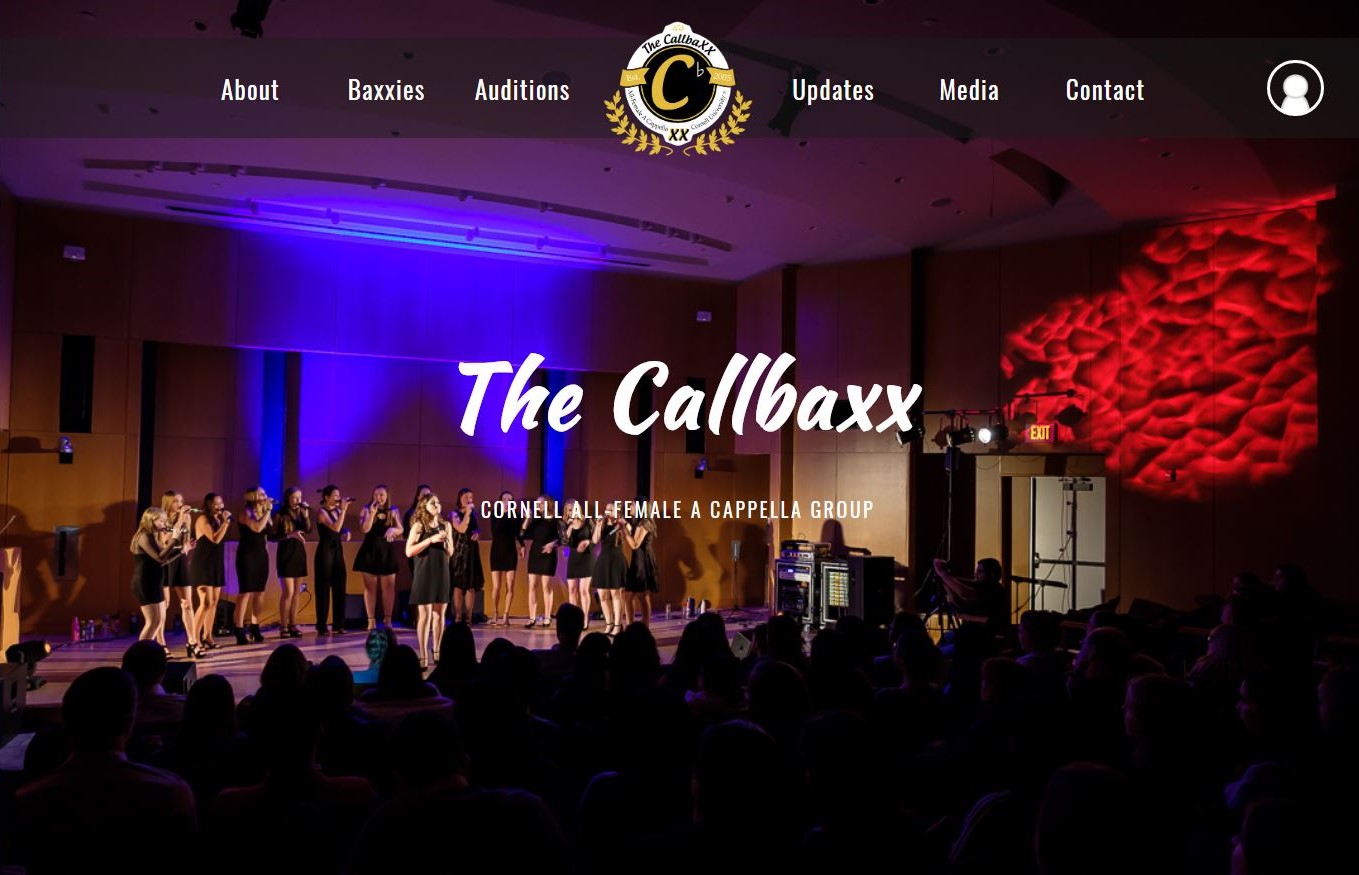 About Baxxies Auditions Updates Media Contact
The CallbaXX
Est. 2005
C♭
All-Female A Cappella Cornell University
XX
The Callbaxx
EXIT
CORNELL ALL-FEMALE A CAPPELLA GROUP